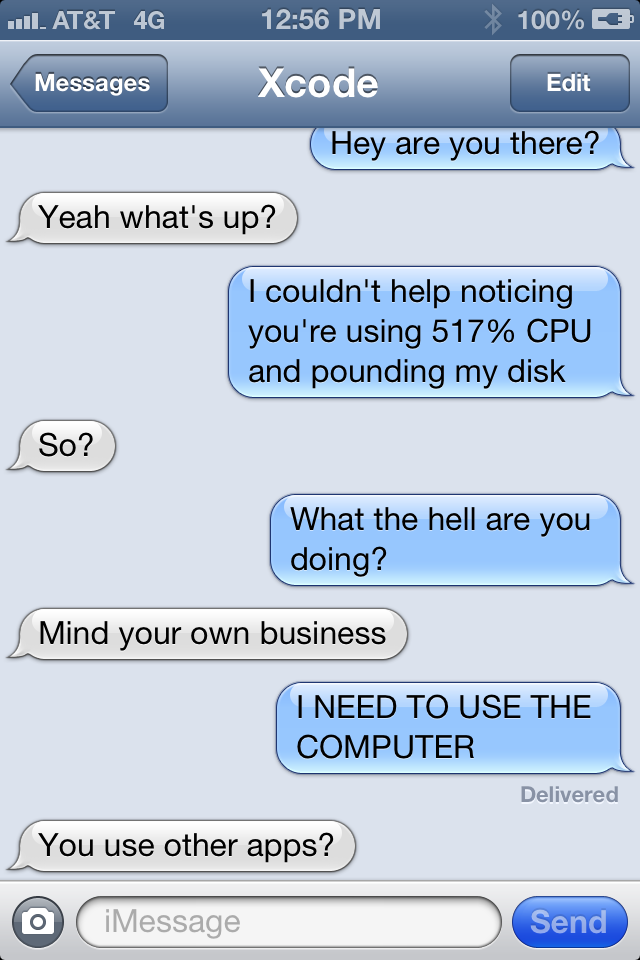 AT&T 4G 12:56 PM 100%
Messages Xcode Edit
Hey are you there?
Yeah what's up?
I couldn't help noticing
you're using 517% CPU
and pounding my disk
So?
What the hell are you
doing?
Mind your own business
I NEED TO USE THE
COMPUTER
Delivered
You use other apps?
iMessage Send